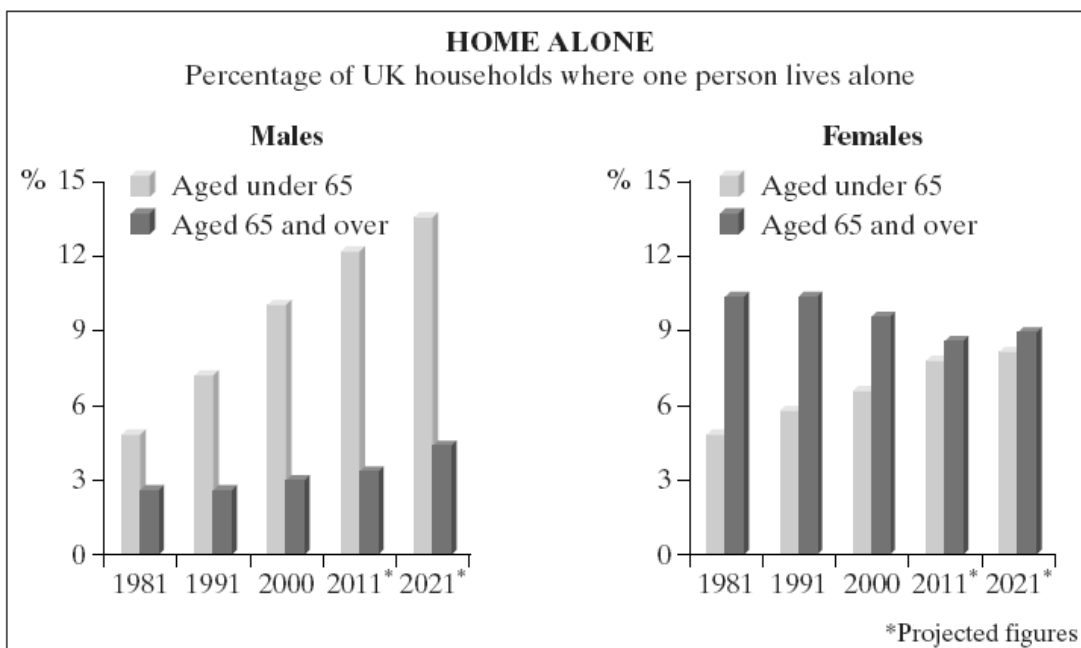 HOME ALONE
Percentage of UK households where one person lives alone
Males
% 15
Aged under 65
Aged 65 and over
12
9
6
3
0
1981 1991 2000 2011* 2021*
Females
% 15
Aged under 65
Aged 65 and over
12
9
6
3
0
1981 1991 2000 2011* 2021*
*Projected figures